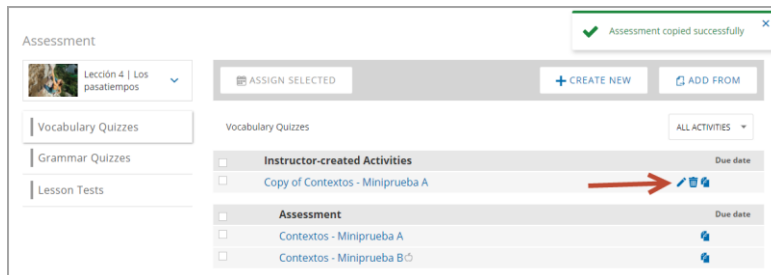 Assessment copied successfully
Assessment
Lección 4 | Los
pasatiempos
ASSIGN SELECTED
CREATE NEW
ADD FROM
Vocabulary Quizzes
Grammar Quizzes
Lesson Tests
Vocabulary Quizzes
ALL ACTIVITIES
Instructor-created Activities Due date
Copy of Contextos - Miniprueba A
Assessment Due date
Contextos - Miniprueba A
Contextos - Miniprueba B